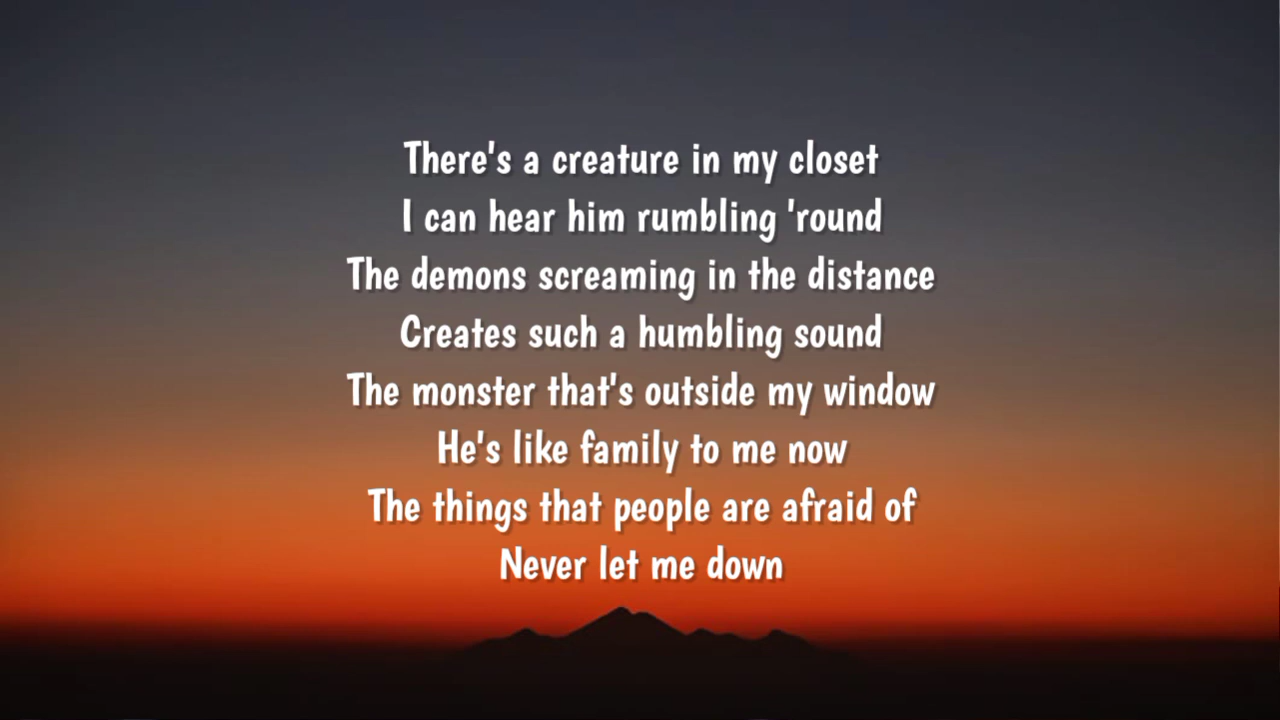 There's a creature in my closet
I can hear him rumbling 'round
The demons screaming in the distance
Creates such a humbling sound
The monster that's outside my window
He's like family to me now
The things that people are afraid of
Never let me down